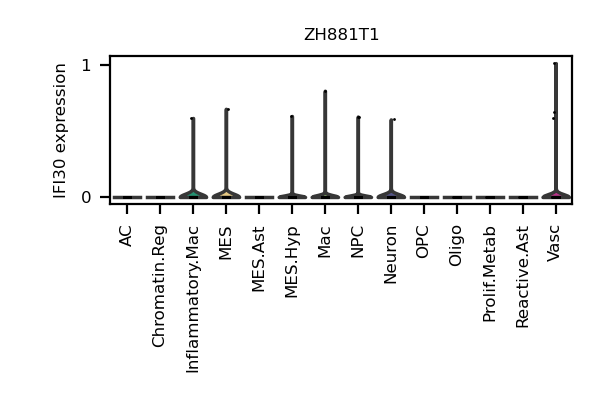 ZH881T1
IFI30 expression
1
0
AC
Chromatin.Reg
Inflammatory.Mac
MES
MES.Ast
MES.Hyp
Mac
NPC
Neuron
OPC
Oligo
Prolif.Metab
Reactive.Ast
Vasc